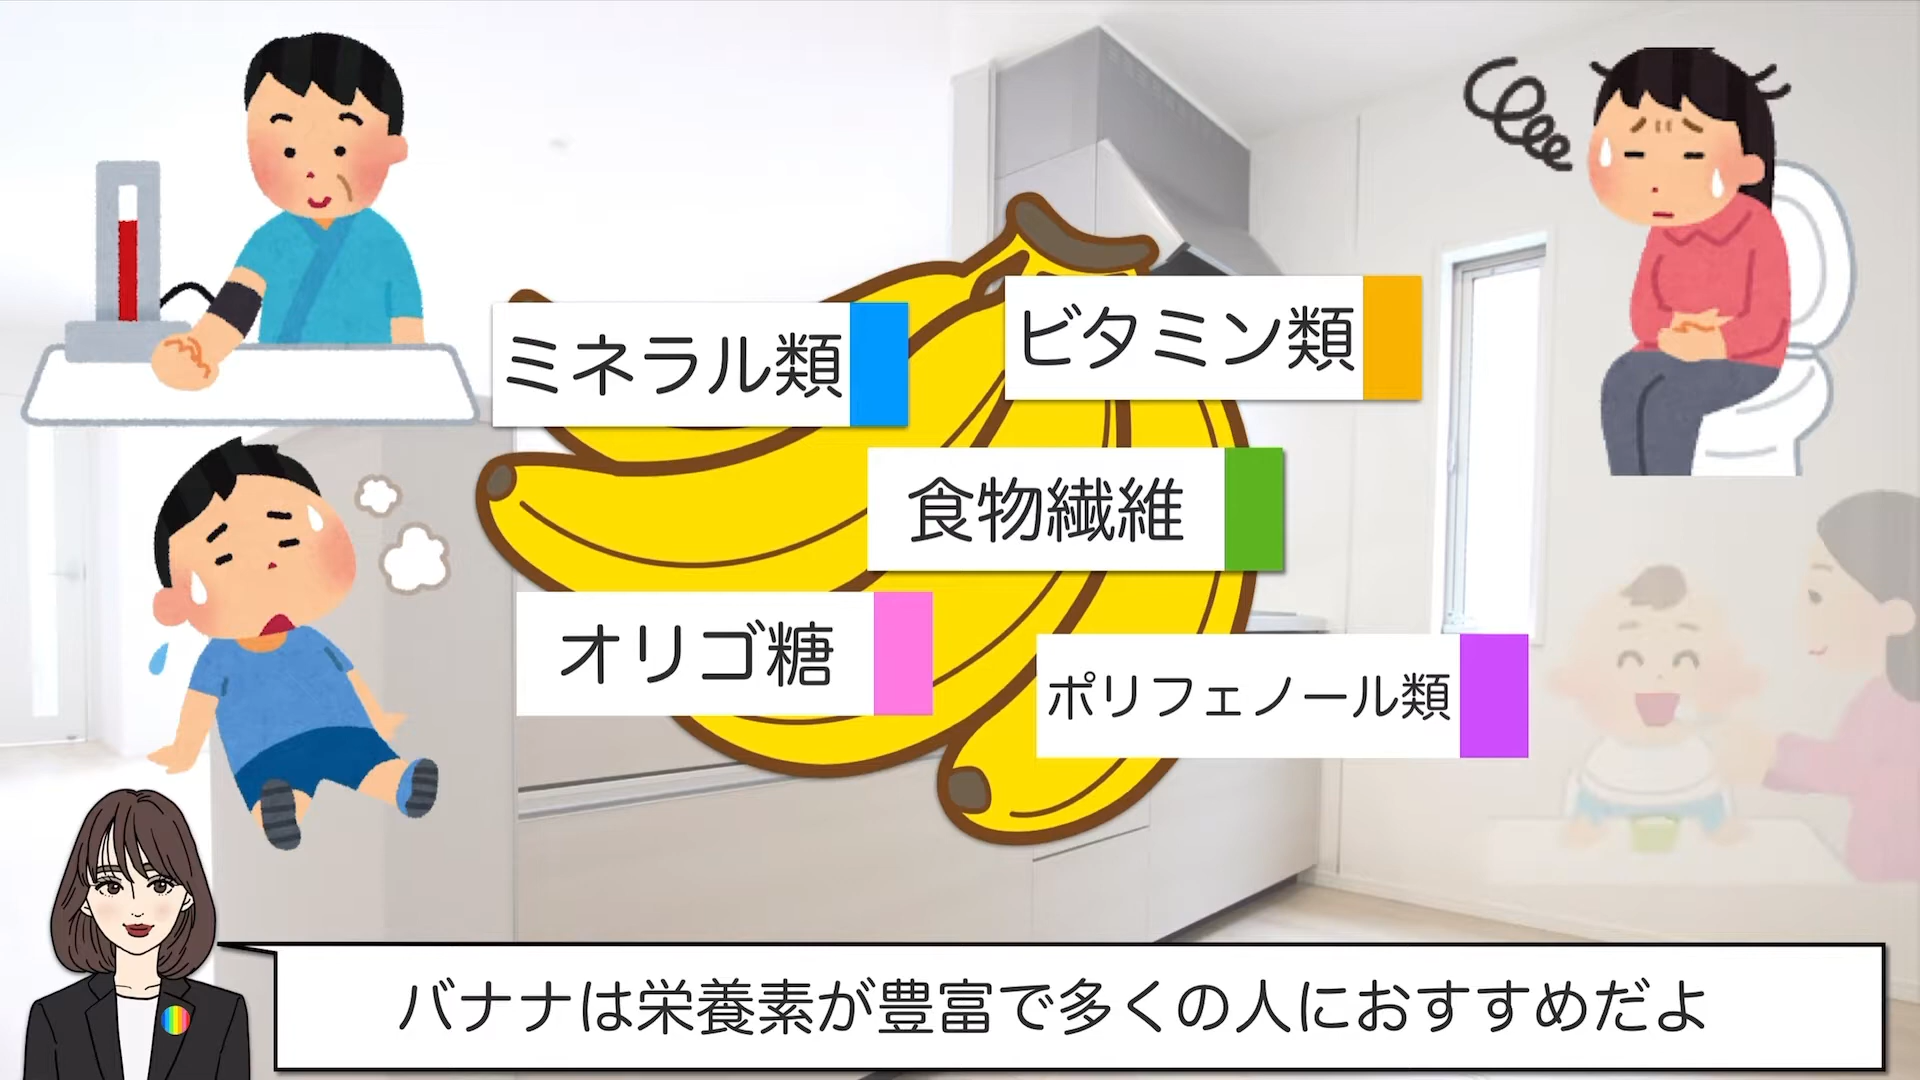 ミネラル類
ビタミン類
食物繊維
オリゴ糖
ポリフェノール類
バナナは栄養素が豊富で多くの人におすすめだよ